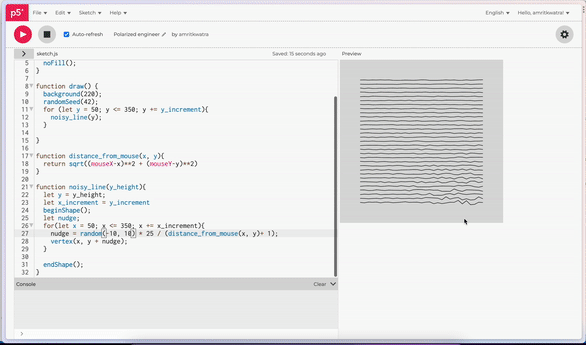 p5*
File
Edit
Sketch
Help
English
Hello, amritkwatra!
Auto-refresh
Polarized engineer
by amritkwatra
sketch.js
Saved: 15 seconds ago
Preview
5 noFill();
6 }
7
8 function draw() {
9 background(220);
10 randomSeed(42);
11 for (let y = 50; y <= 350; y += y_increment){
12 noisy_line(y);
13 }
14
15 }
16
17 function distance_from_mouse(x, y){
18 return sqrt((mouseX-x)**2 + (mouseY-y)**2)
19 }
20
21 function noisy_line(y_height){
22 let y = y_height;
23 let x_increment = y_increment
24 beginShape();
25 let nudge;
26 for(let x = 50; x <= 350; x += x_increment){
27 nudge = random(-10, 10) * 25 / (distance_from_mouse(x, y)+ 1);
28 vertex(x, y + nudge);
29 }
30
31 endShape();
32 }
Console
Clear